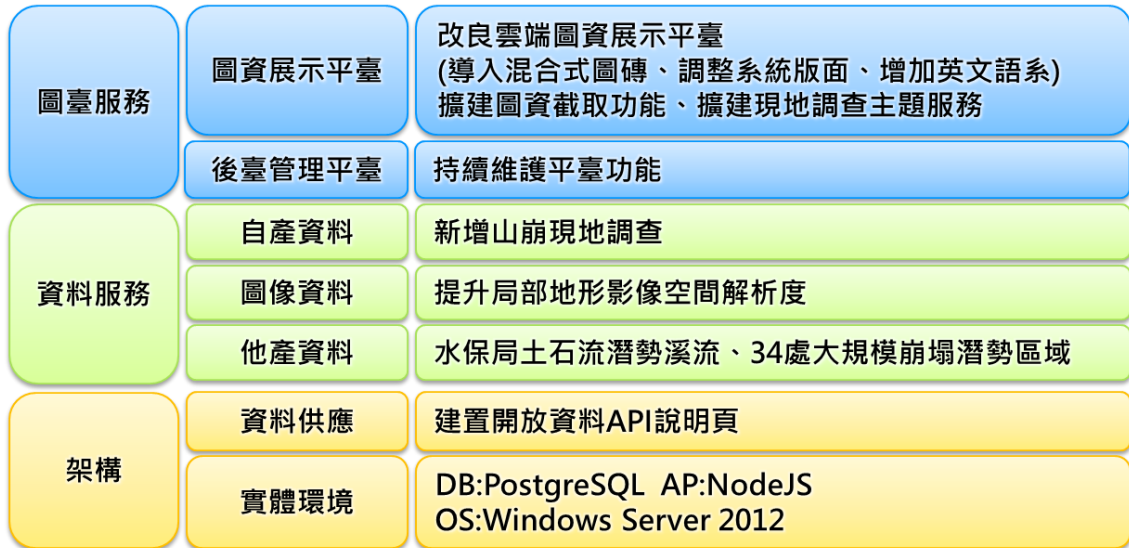 圖臺服務
圖資展示平臺
改良雲端圖資展示平臺
(導入混合式圖磚、調整系統版面、增加英文語系)
擴建圖資截取功能、擴建現地調查主題服務
後臺管理平臺
持續維護平臺功能
資料服務
自產資料
新增山崩現地調查
圖像資料
提升局部地形影像空間解析度
他產資料
水保局土石流潛勢溪流、34處大規模崩塌潛勢區域
架構
資料供應
建置開放資料API說明頁
實體環境
DB:PostgreSQL  AP:NodeJS
OS:Windows Server 2012